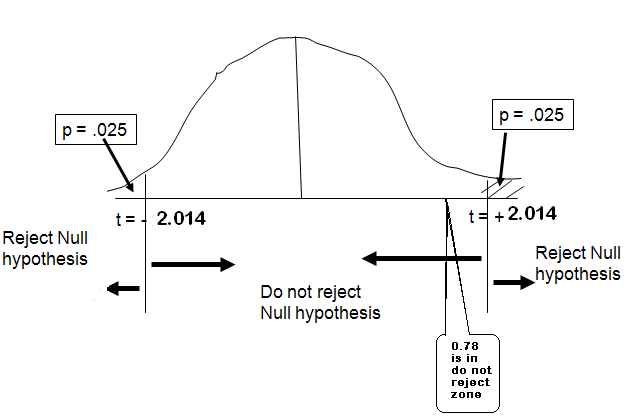 p = .025
p = .025
t = - 2.014
t = + 2.014
Reject Null
hypothesis
Do not reject
Null hypothesis
Reject Null
hypothesis
0.78
is in
do not
reject
zone